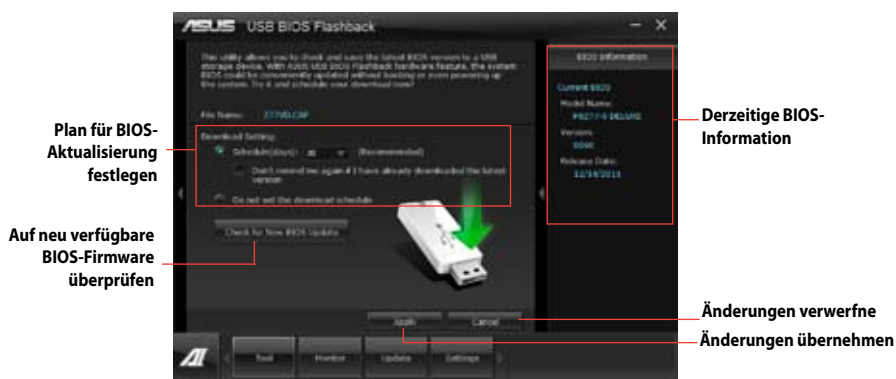 ASUS USB BIOS Flashback
This utility allows you to check and save the latest BIOS version to a USB
storage device. With ASUS USB BIOS Flashback hardware feature, the system
BIOS could be conveniently updated without booting or even powering up
the system. Try it and schedule your download now!
File Name: Z77VD.CAP
Download Setting:
Schedule(days): (Recommended)
Don't remind me again if I have already downloaded the latest
version
Do not set the download schedule
Check for New BIOS Update
Apply Cancel
BIOS Information
Current BIOS
Model Name:
P8Z77-V DELUXE
Version:
Release Date:
Tool Monitor Update Settings
Plan für BIOS-
Aktualisierung
festlegen
Auf neu verfügbare
BIOS-Firmware
überprüfen
Derzeitige BIOS-
Information
Änderungen verwerfne
Änderungen übernehmen